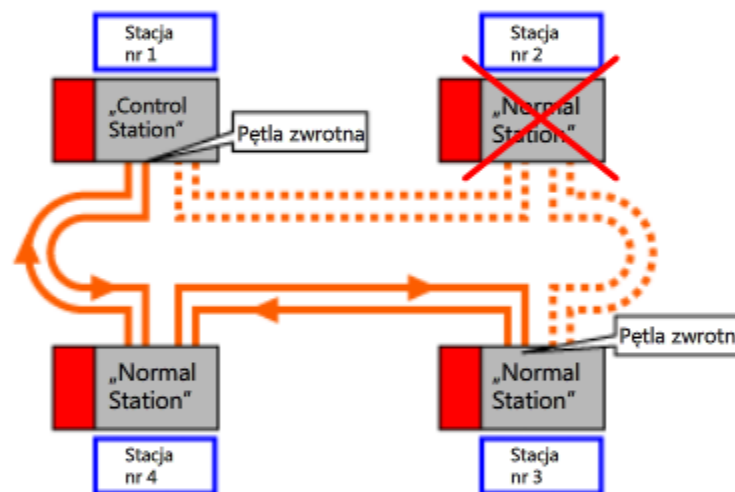 Stacja
nr 1
Stacja
nr 2
„Control
Station"
Pętla zwrotna
„Normal
Station"
Pętla zwrotn
„Normal
Station"
„Normal
Station"
Stacja
nr 4
Stacja
nr 3